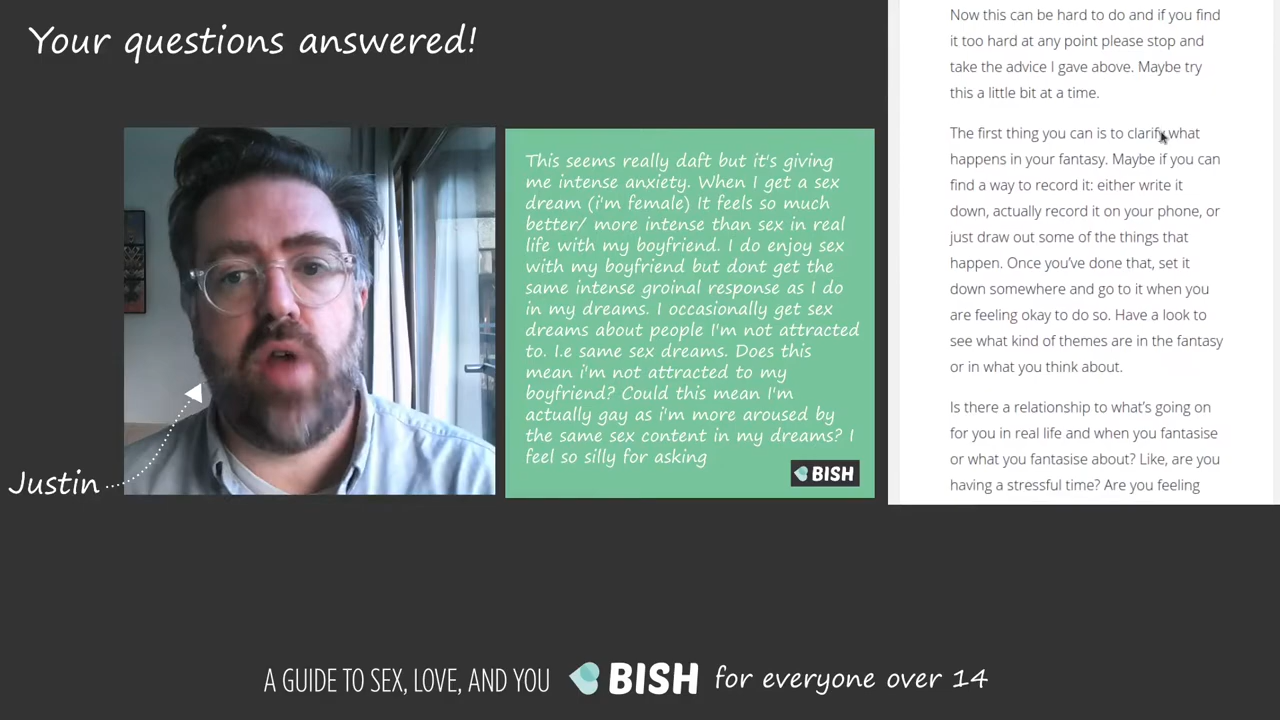 Your questions answered!
This seems really daft but it's giving
me intense anxiety. When I get a sex
dream (i'm female) It feels so much
better/ more intense than sex in real
life with my boyfriend. I do enjoy sex
with my boyfriend but dont get the
same intense groinal response as I do
in my dreams. I occasionally get sex
dreams about people I'm not attracted
to. I.e same sex dreams. Does this
mean i'm not attracted to my
boyfriend? Could this mean I'm
actually gay as i'm more aroused by
the same sex content in my dreams? I
feel so silly for asking
BISH
Justin
Now this can be hard to do and if you find
it too hard at any point please stop and
take the advice I gave above. Maybe try
this a little bit at a time.
The first thing you can is to clarify what
happens in your fantasy. Maybe if you can
find a way to record it: either write it
down, actually record it on your phone, or
just draw out some of the things that
happen. Once you've done that, set it
down somewhere and go to it when you
are feeling okay to do so. Have a look to
see what kind of themes are in the fantasy
or in what you think about.
Is there a relationship to what's going on
for you in real life and when you fantasise
or what you fantasise about? Like, are you
having a stressful time? Are you feeling
A GUIDE TO SEX, LOVE, AND YOU BISH for everyone over 14